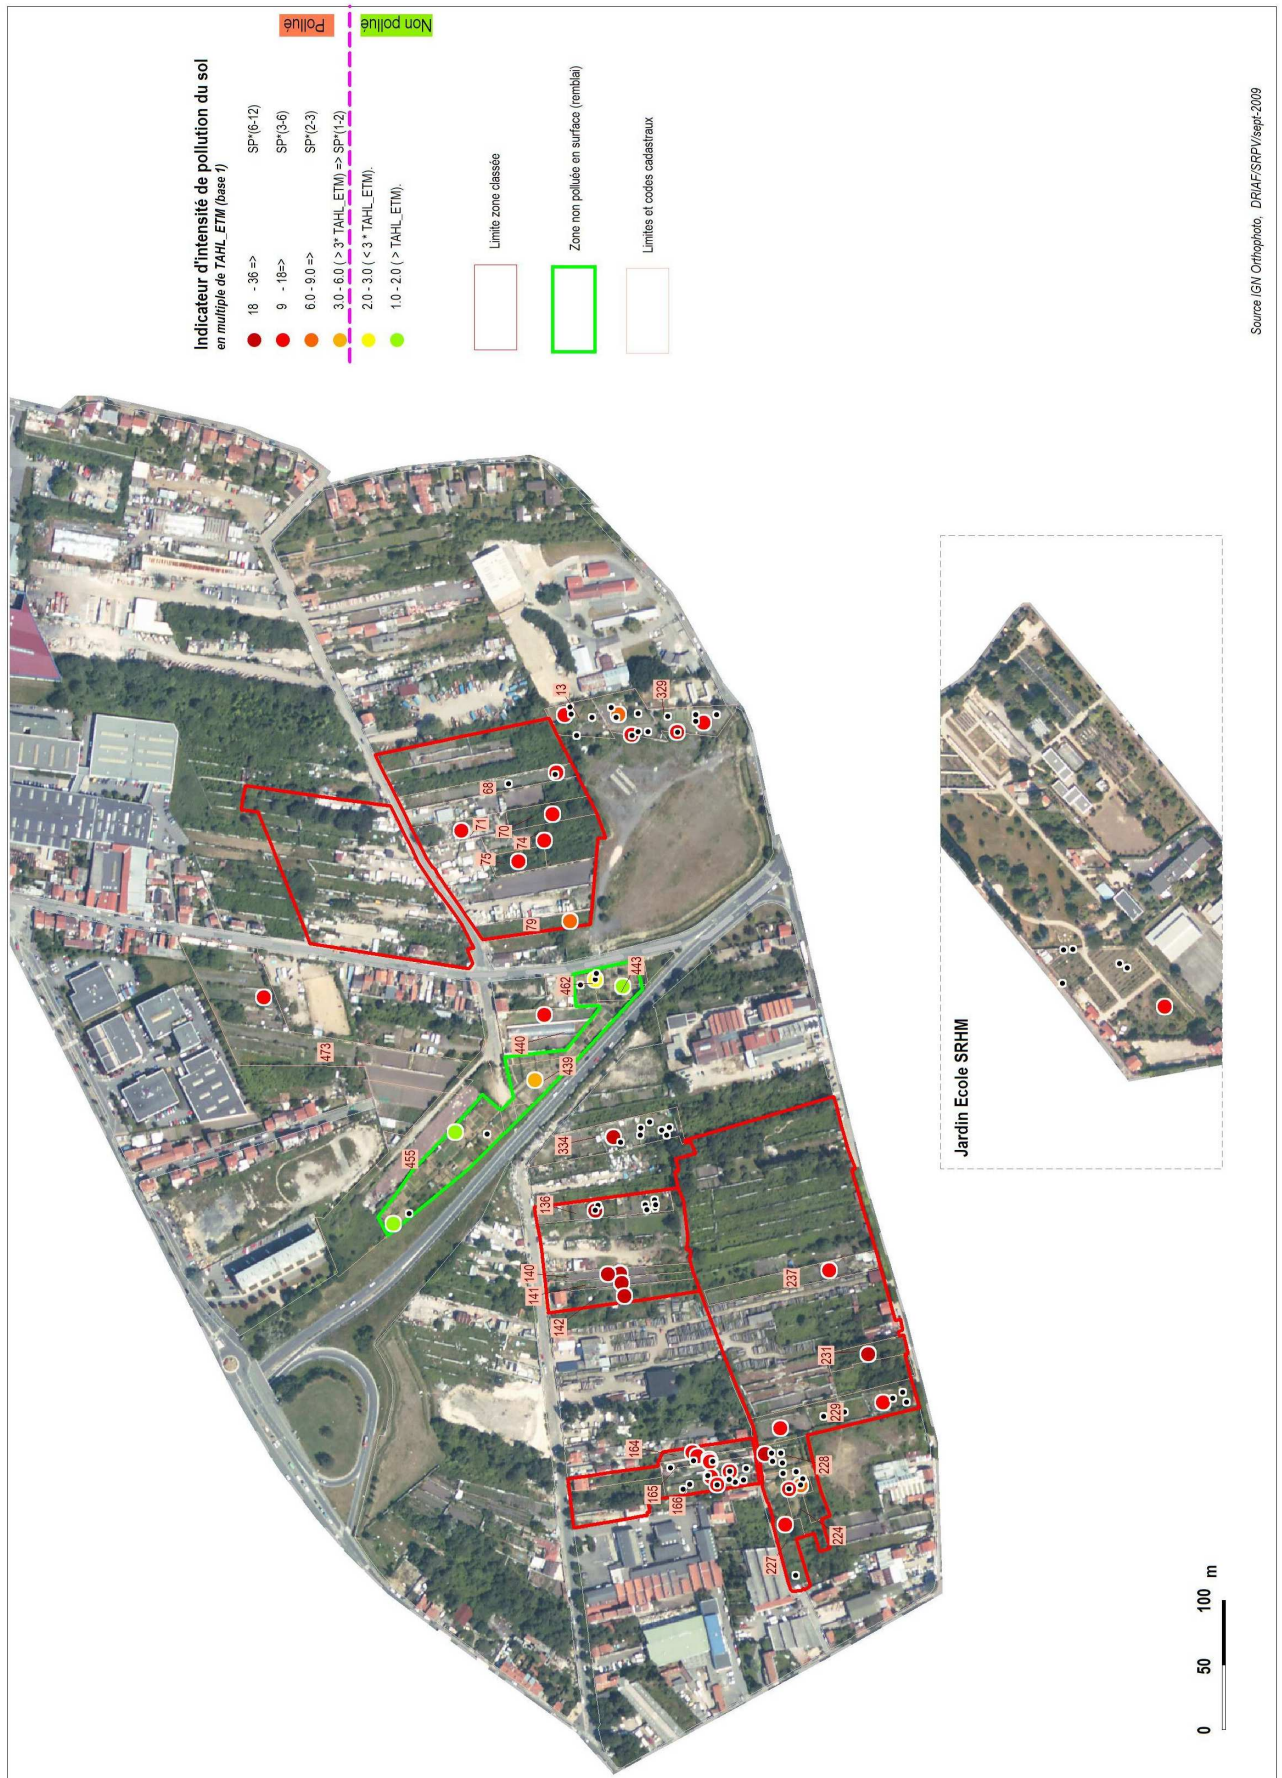 Indicateur d'intensité de pollution du sol
en multiple de TAHL_ETM (base 1)
18 - 36 => SP*(6-12)
9 - 18=> SP*(3-6)
6.0 - 9.0 => SP*(2-3)
3.0 - 6.0 ( > 3* TAHL_ETM) => SP*(1-2)
2.0 - 3.0 ( < 3 * TAHL_ETM).
1.0 - 2.0 ( > TAHL_ETM).
Pollué
Non pollué
Limite zone classée
Zone non polluée en surface (remblai)
Limites et codes cadastraux
473
455
440
439
462
443
79
75
74
71
70
68
13
329
334
136
140
141
142
164
165
166
237
231
229
228
227
224
Jardin Ecole SRHM
0 50 100 m
Source IGN Orthophoto, DRIAF/SRPV/sept-2009